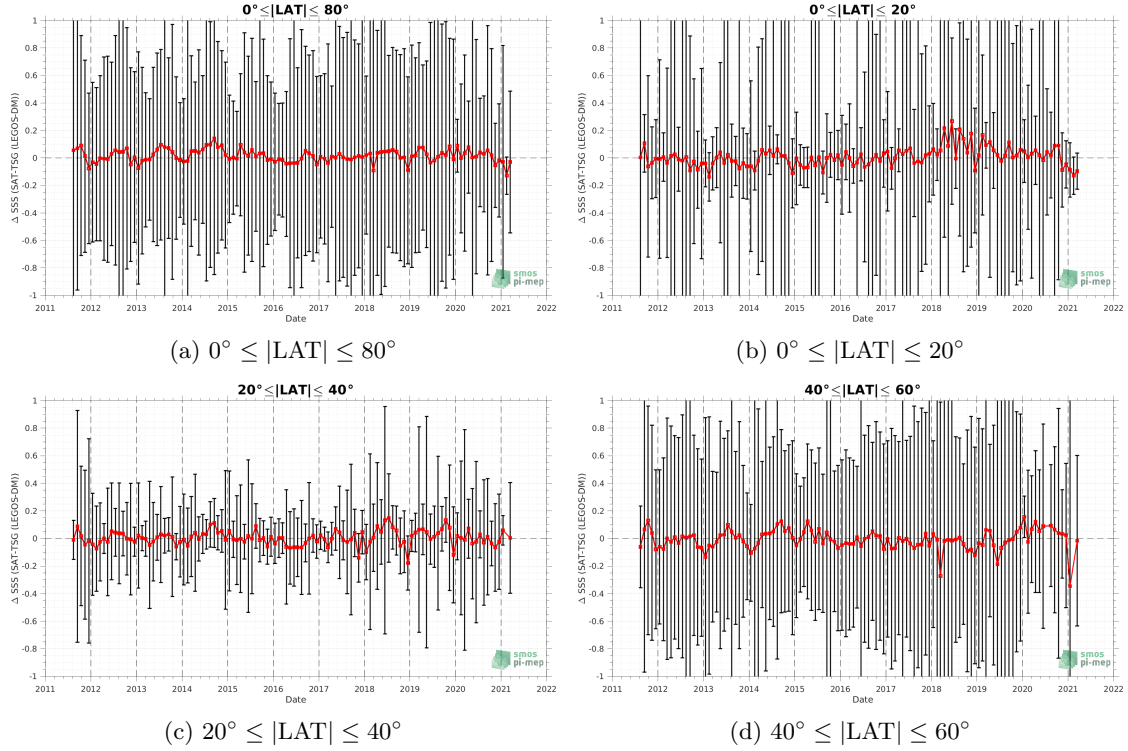 0°≤|LAT|≤ 80°
Δ SSS (SAT-TSG (LEGOS-DM))
1
0.8
0.6
0.4
0.2
0
-0.2
-0.4
-0.6
-0.8
-1
2011 2012 2013 2014 2015 2016 2017 2018 2019 2020 2021 2022
Date
smos
pi-mep
(a) 0° ≤ |LAT| ≤ 80°
0°≤|LAT|≤ 20°
Δ SSS (SAT-TSG (LEGOS-DM))
1
0.8
0.6
0.4
0.2
0
-0.2
-0.4
-0.6
-0.8
-1
2011 2012 2013 2014 2015 2016 2017 2018 2019 2020 2021 2022
Date
smos
pi-mep
(b) 0° ≤ |LAT| ≤ 20°
20°≤|LAT|≤ 40°
Δ SSS (SAT-TSG (LEGOS-DM))
1
0.8
0.6
0.4
0.2
0
-0.2
-0.4
-0.6
-0.8
-1
2011 2012 2013 2014 2015 2016 2017 2018 2019 2020 2021 2022
Date
smos
pi-mep
(c) 20° ≤ |LAT| ≤ 40°
40°≤|LAT|≤ 60°
Δ SSS (SAT-TSG (LEGOS-DM))
1
0.8
0.6
0.4
0.2
0
-0.2
-0.4
-0.6
-0.8
-1
2011 2012 2013 2014 2015 2016 2017 2018 2019 2020 2021 2022
Date
smos
pi-mep
(d) 40° ≤ |LAT| ≤ 60°